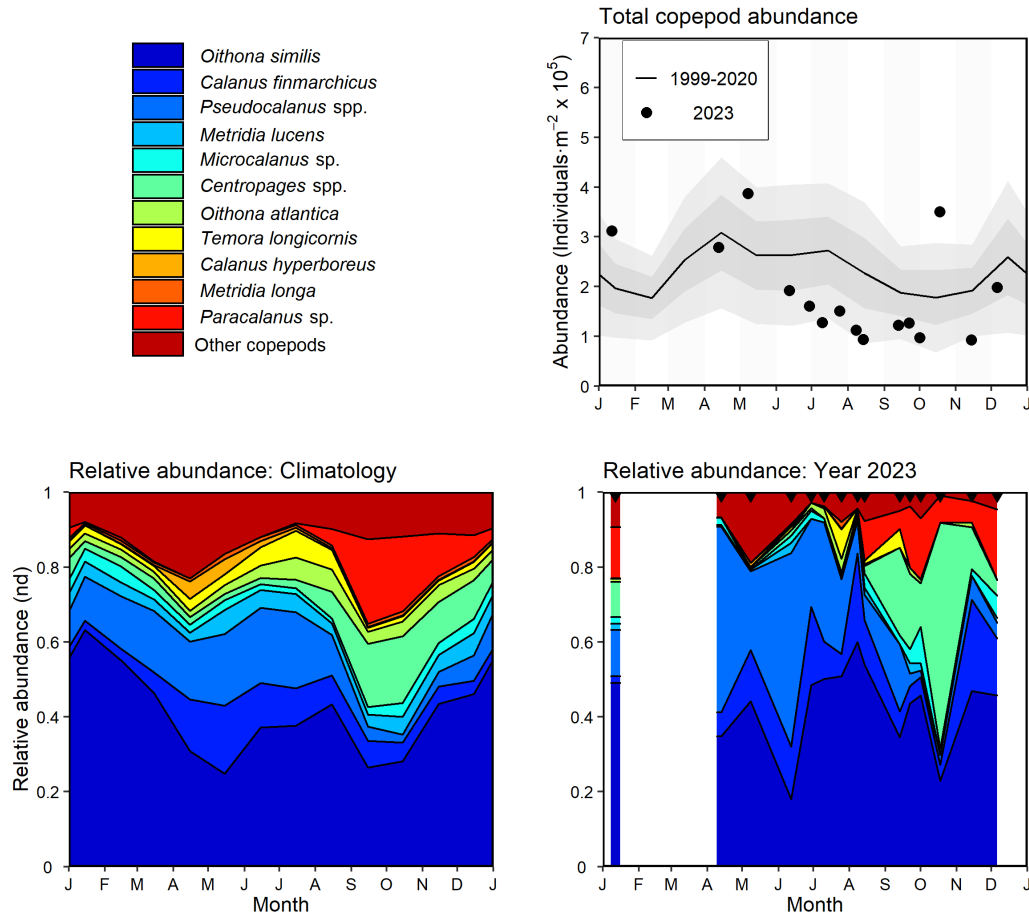 Oithona similis
Calanus finmarchicus
Pseudocalanus spp.
Metridia lucens
Microcalanus sp.
Centropages spp.
Oithona atlantica
Temora longicornis
Calanus hyperboreus
Metridia longa
Paracalanus sp.
Other copepods
Total copepod abundance
Abundance (Individuals·m⁻² x 10⁵)
7
6
5
4
3
2
1
0
1999-2020
2023
J F M A M J J A S O N D J
Relative abundance: Climatology
Relative abundance (nd)
1
0.8
0.6
0.4
0.2
0
J F M A M J J A S O N D J
Month
Relative abundance: Year 2023
1
0.8
0.6
0.4
0.2
0
J F M A M J J A S O N D J
Month